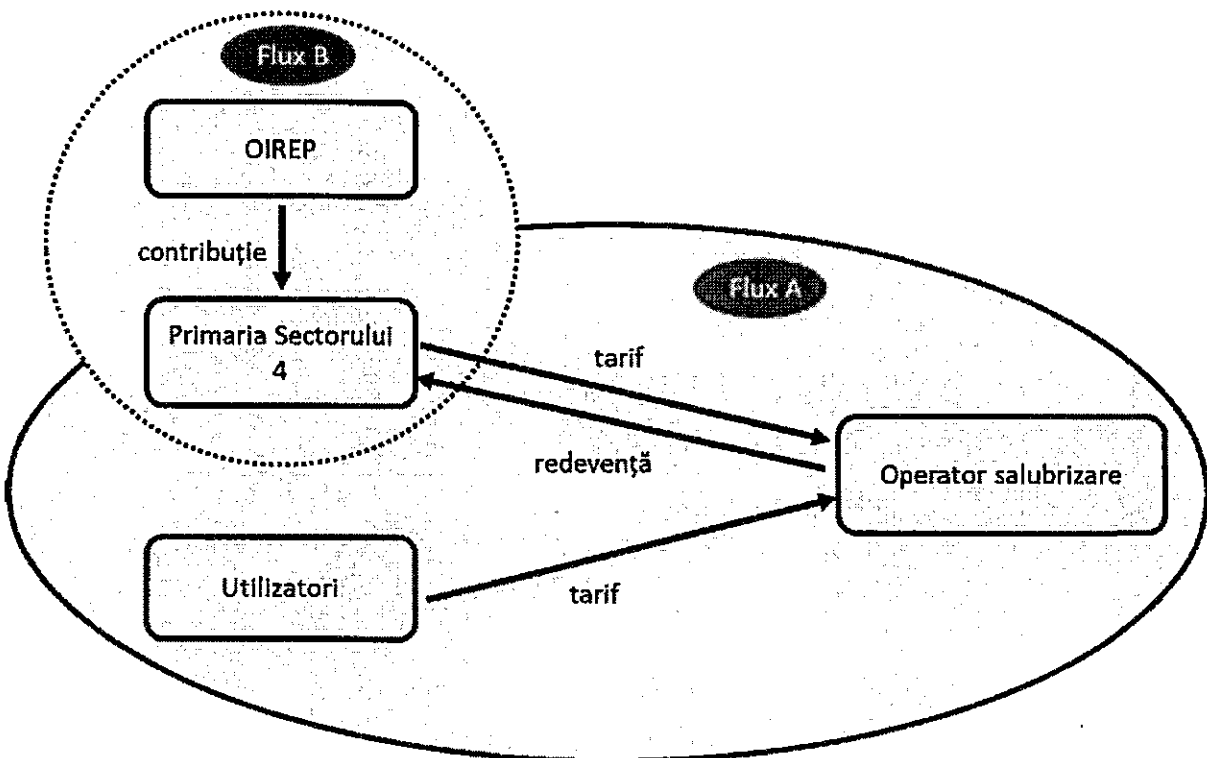 Flux B
OIREP
contribuție
Flux A
Primaria Sectorului
4
tarif
redevență
Operator salubrizare
Utilizatori
tarif